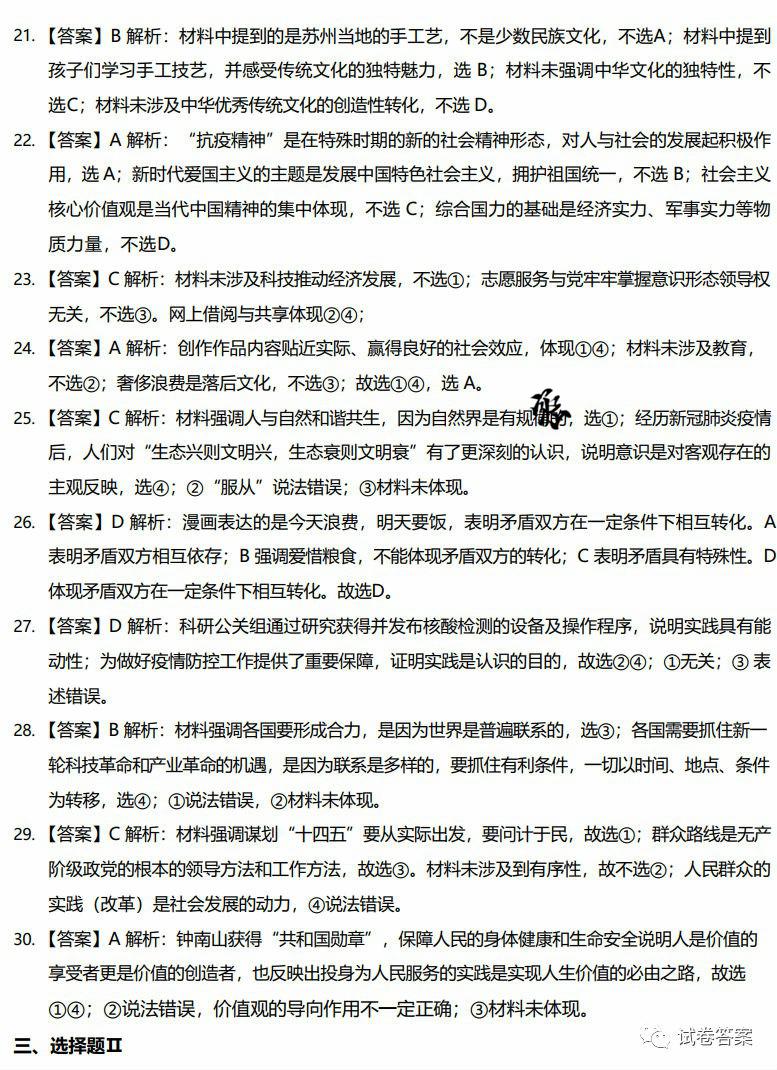 21. 【答案】B 解析：材料中提到的是苏州当地的手工艺，不是少数民族文化，不选A；材料中提到
孩子们学习手工技艺，并感受传统文化的独特魅力，选 B；材料未强调中华文化的独特性，不
选C；材料未涉及中华优秀传统文化的创造性转化，不选 D。
22. 【答案】A 解析：“抗疫精神”是在特殊时期的新的社会精神形态，对人与社会的发展起积极作
用，选 A；新时代爱国主义的主题是发展中国特色社会主义，拥护祖国统一，不选 B；社会主义
核心价值观是当代中国精神的集中体现，不选 C；综合国力的基础是经济实力、军事实力等物
质力量，不选D。
23. 【答案】C 解析：材料未涉及科技推动经济发展，不选①；志愿服务与党牢牢掌握意识形态领导权
无关，不选③。网上借阅与共享体现②④；
24. 【答案】A 解析：创作作品内容贴近实际、赢得良好的社会效应，体现①④；材料未涉及教育，
不选②；奢侈浪费是落后文化，不选③；故选①④，选 A。
25. 【答案】C 解析：材料强调人与自然和谐共生，因为自然界是有规律的，选①；经历新冠肺炎疫情
后，人们对“生态兴则文明兴，生态衰则文明衰”有了更深刻的认识，说明意识是对客观存在的
主观反映，选④；②“服从”说法错误；③材料未体现。
26. 【答案】D 解析：漫画表达的是今天浪费，明天要饭，表明矛盾双方在一定条件下相互转化。A
表明矛盾双方相互依存；B 强调爱惜粮食，不能体现矛盾双方的转化；C 表明矛盾具有特殊性。D
体现矛盾双方在一定条件下相互转化。故选D。
27. 【答案】D 解析：科研公关组通过研究获得并发布核酸检测的设备及操作程序，说明实践具有能
动性；为做好疫情防控工作提供了重要保障，证明实践是认识的目的，故选②④；①无关；③ 表
述错误。
28. 【答案】B 解析：材料强调各国要形成合力，是因为世界是普遍联系的，选③；各国需要抓住新一
轮科技革命和产业革命的机遇，是因为联系是多样的，要抓住有利条件，一切以时间、地点、条件
为转移，选④；①说法错误，②材料未体现。
29. 【答案】C 解析：材料强调谋划“十四五”要从实际出发，要问计于民，故选①；群众路线是无产
阶级政党的根本的领导方法和工作方法，故选③。材料未涉及到有序性，故不选②；人民群众的
实践（改革）是社会发展的动力，④说法错误。
30. 【答案】A 解析：钟南山获得“共和国勋章”，保障人民的身体健康和生命安全说明人是价值的
享受者更是价值的创造者，也反映出投身为人民服务的实践是实现人生价值的必由之路，故选
①④；②说法错误，价值观的导向作用不一定正确；③材料未体现。
三、选择题Ⅱ
试卷答案